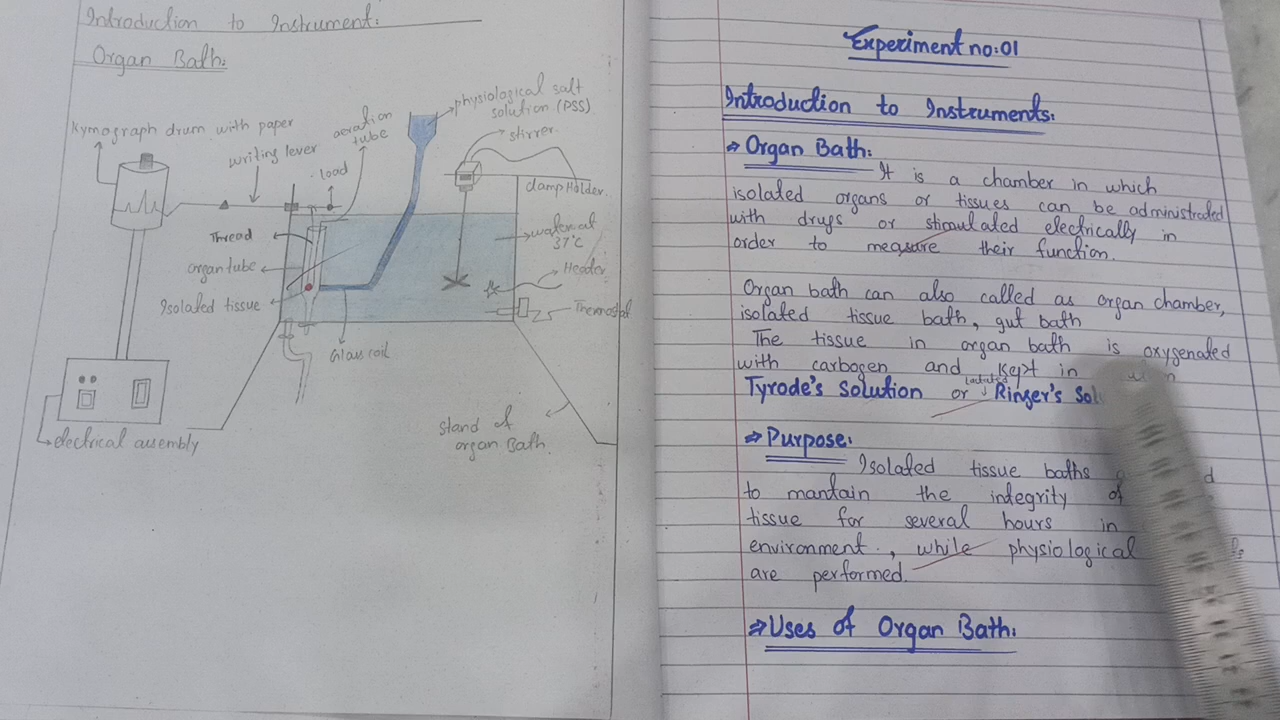 Introduction to Instrument:
Organ Bath:
Kymograph drum with paper
writing lever
aeration
tube
load
physiological salt
solution (PSS)
stirrer
clamp Holder
Thread
organ tube
Isolated tissue
water at
37°C
Header
Thermostat
Glass coil
stand of
organ Bath.
electrical assembly
Experiment no:01
Introduction to Instruments:
⇒ Organ Bath:
It is a chamber in which
isolated organs or tissues can be administrated
with drugs or stimulated electrically in
order to measure their function.
Organ bath can also called as organ chamber,
isolated tissue bath, gut bath
The tissue in organ bath is oxygenated
with carbogen and kept in
Tyrode's Solution or lactated Ringer's
⇒ Purpose:
Isolated tissue baths
to mantain the integrity of
tissue for several hours in
environment, while physiological
are performed.
⇒ Uses of Organ Bath: